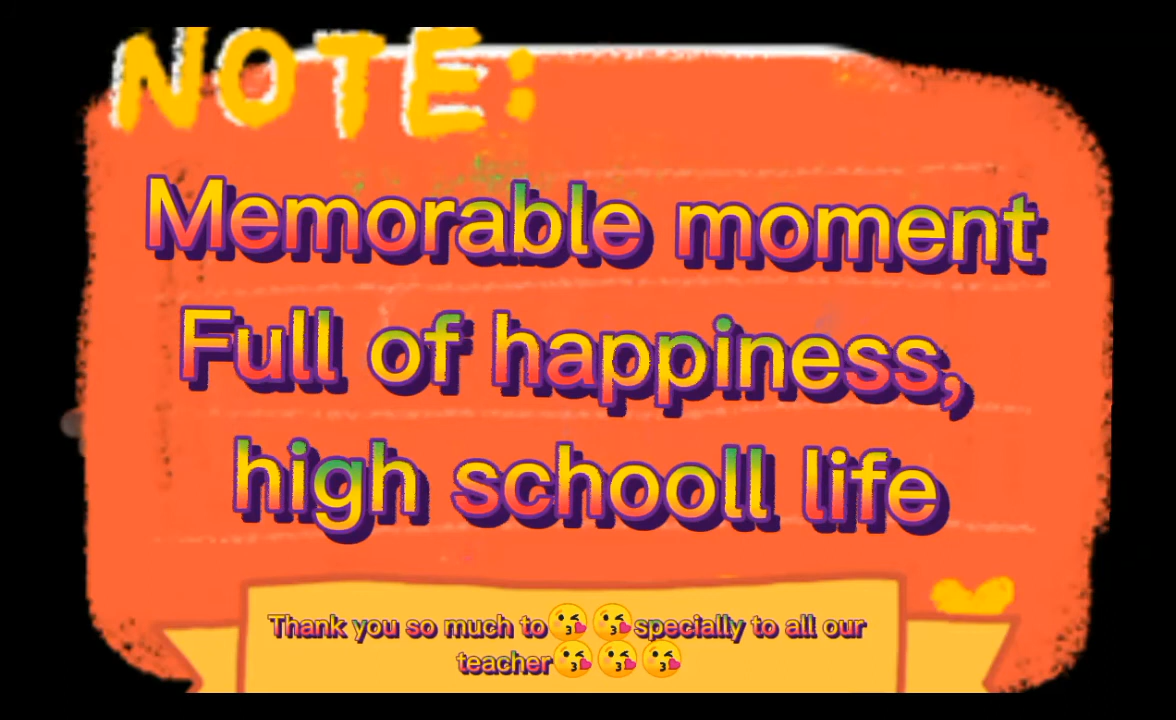 NOTE:
Memorable moment
Full of happiness,
high schooll life
Thank you so much to😘😘specially to all our
teacher😘😘😘